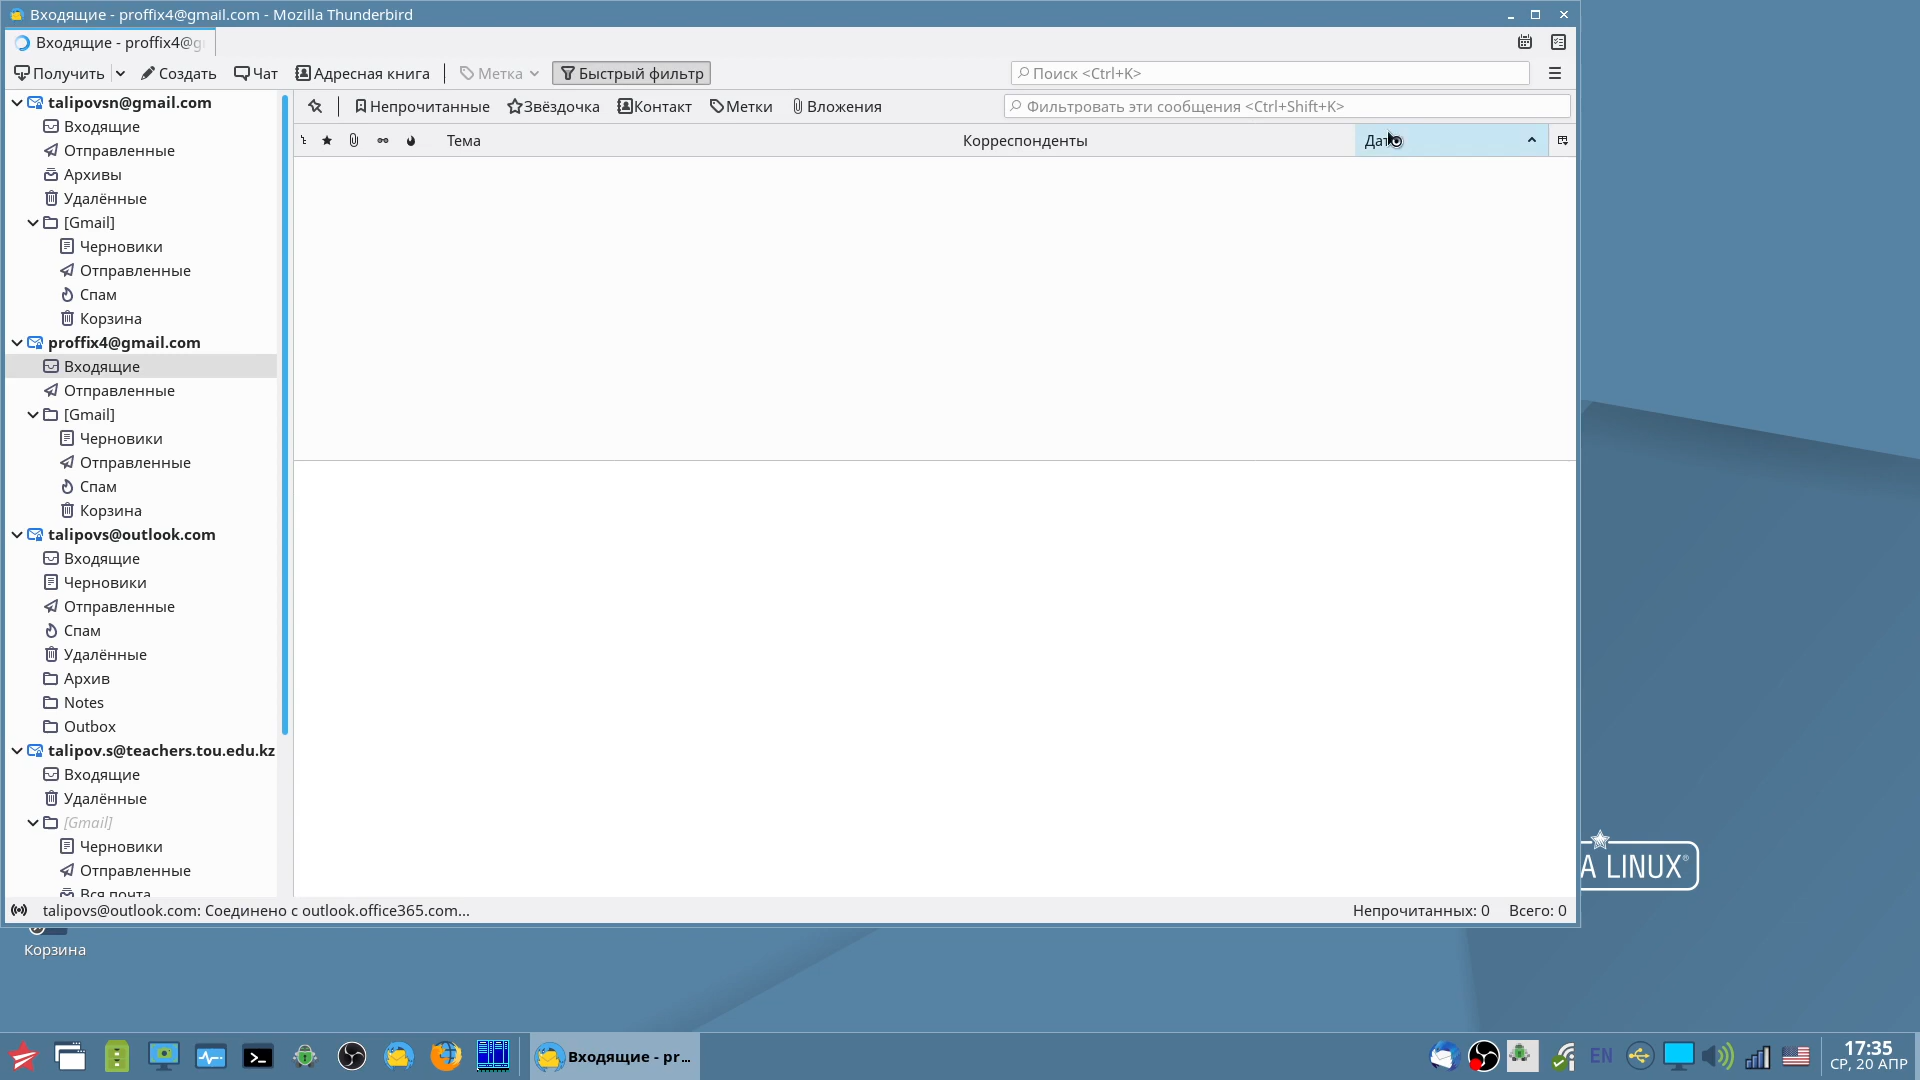 Входящие - proffix4@gmail.com - Mozilla Thunderbird
Входящие - proffix4@g
Получить Создать Чат Адресная книга Метка Быстрый фильтр Поиск <Ctrl+K>
Непрочитанные Звёздочка Контакт Метки Вложения Фильтровать эти сообщения <Ctrl+Shift+K>
Тема Корреспонденты
talipovsn@gmail.com
Входящие
Отправленные
Архивы
Удалённые
[Gmail]
Черновики
Отправленные
Спам
Корзина
proffix4@gmail.com
Входящие
Отправленные
[Gmail]
Черновики
Отправленные
Спам
Корзина
talipovs@outlook.com
Входящие
Черновики
Отправленные
Спам
Удалённые
Архив
Notes
Outbox
talipov.s@teachers.tou.edu.kz
Входящие
Удалённые
[Gmail]
Черновики
Отправленные
Вся почта
talipovs@outlook.com: Соединено с outlook.office365.com...
Непрочитанных: 0 Всего: 0
A LINUX®
Корзина
Входящие - pr...
EN
17:35
СР, 20 АПР